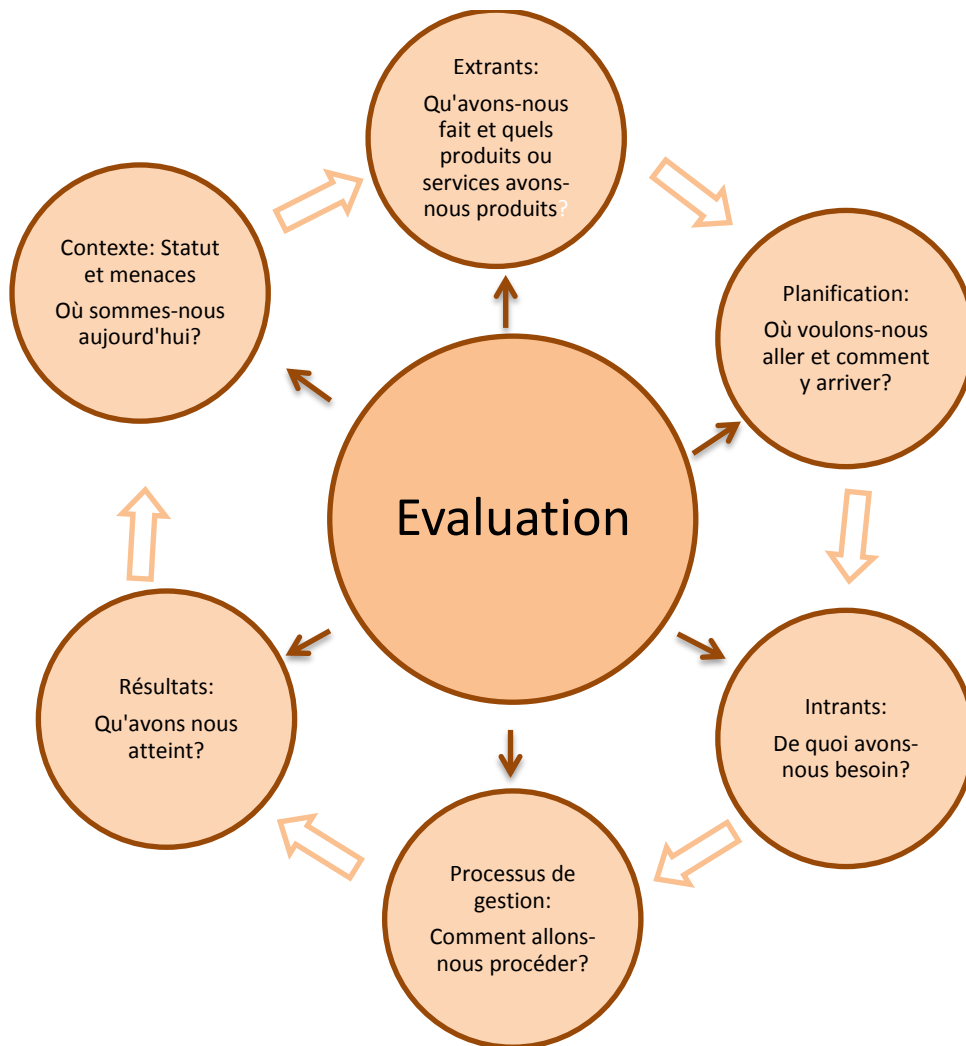 Extrants:
Qu'avons-nous
fait et quels
produits ou
services avons-
nous produits?
Contexte: Statut
et menaces
Où sommes-nous
aujourd'hui?
Planification:
Où voulons-nous
aller et comment
y arriver?
Evaluation
Résultats:
Qu'avons nous
atteint?
Intrants:
De quoi avons-
nous besoin?
Processus de
gestion:
Comment allons-
nous procéder?